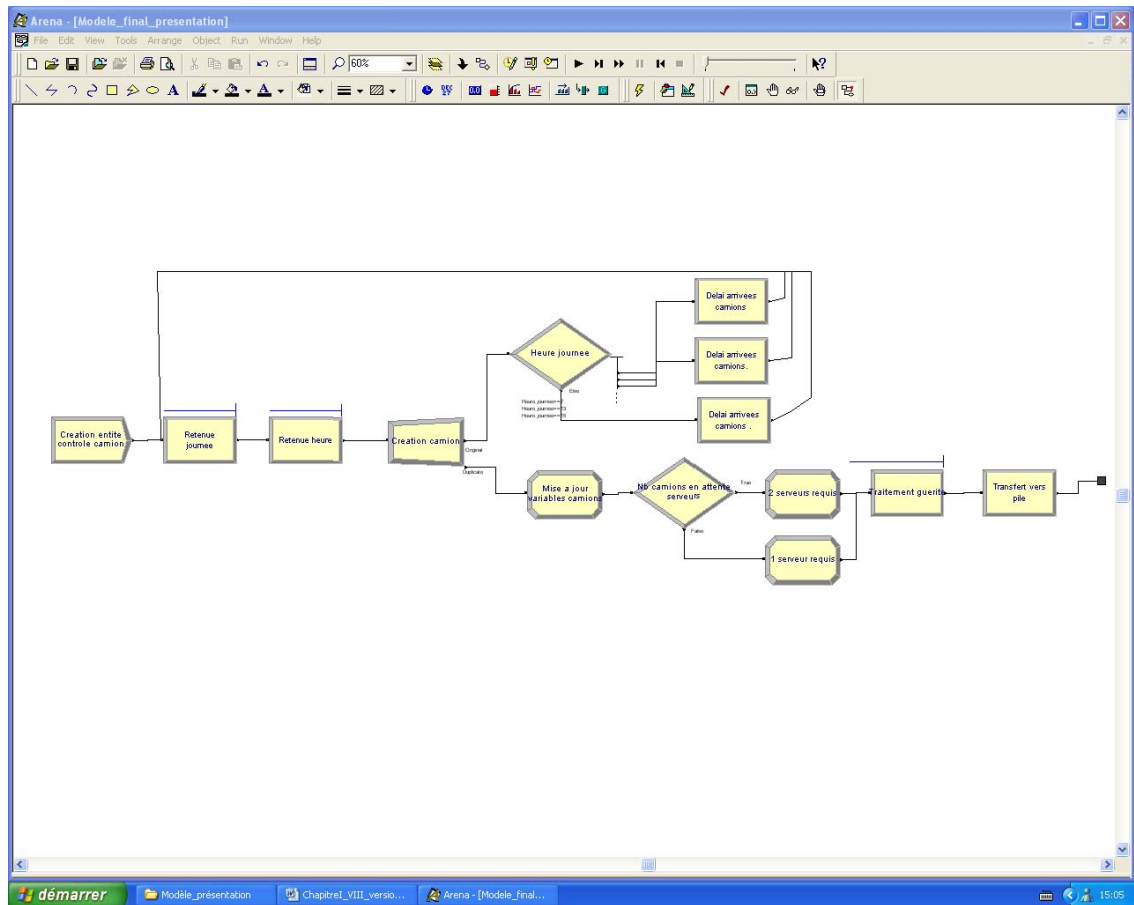 Arena - [Modele_final_presentation]
File Edit View Tools Arrange Object Run Window Help
60%
Delai arrivees
camions
Heure journee
Delai arrivees
camions.
Else
Delai arrivees
camions .
Creation entite
controle camion
Retenue
journee
Retenue heure
Creation camion
Original
Duplicate
Mise a jour
variables camions
Nb camions en attente
serveurs
True
False
2 serveurs requis
1 serveur requis
Traitement guerite
Transfert vers
pile
démarrer
Modèle_présentation
ChapitreI_VIII_versio...
Arena - [Modele_final...
15:05